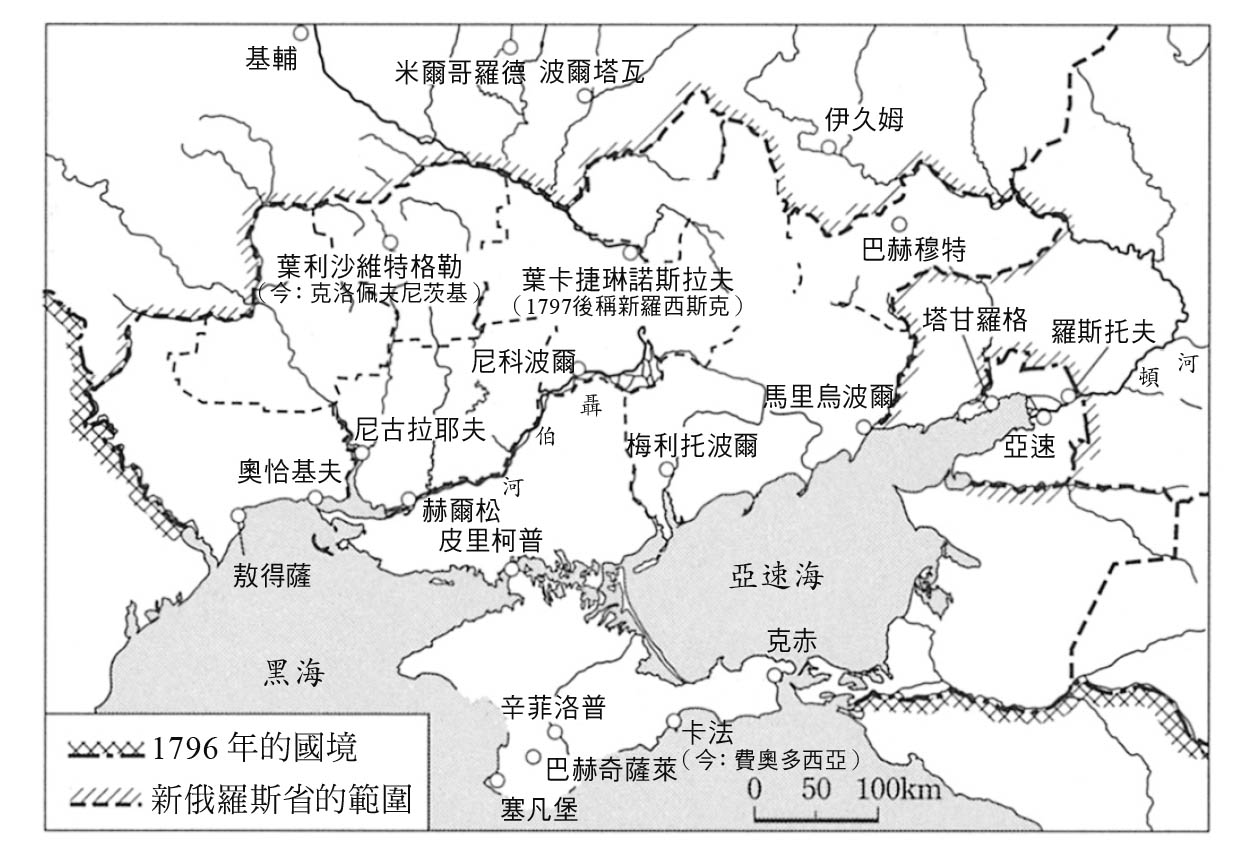 基輔
米爾哥羅德
波爾塔瓦
伊久姆
巴赫穆特
葉利沙維特格勒
（今：克洛佩夫尼茨基）
葉卡捷琳諾斯拉夫
（1797後稱新羅西斯克）
塔甘羅格
羅斯托夫
頓河
尼科波爾
聶伯河
馬里烏波爾
尼古拉耶夫
梅利托波爾
亞速
奧恰基夫
赫爾松
皮里柯普
敖得薩
亞速海
克赤
黑海
辛菲洛普
卡法
（今：費奧多西亞）
巴赫奇薩萊
塞凡堡
1796年的國境
新俄羅斯省的範圍
0 50 100km